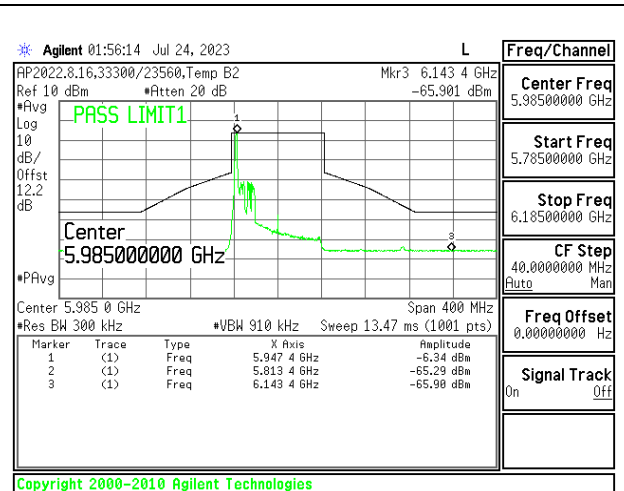 Agilent 01:56:14 Jul 24, 2023 L
Freq/Channel
AP2022.8.16,33300/23560,Temp B2 Mkr3 6.143 4 GHz
Ref 10 dBm #Atten 20 dB -65.901 dBm
#Avg
Log
10
dB/
Offst
12.2
dB
#PAvg
PASS LIMIT1
1
3
Center
5.985000000 GHz
Center 5.985 0 GHz Span 400 MHz
#Res BW 300 kHz #VBW 910 kHz Sweep 13.47 ms (1001 pts)
Marker Trace Type X Axis Amplitude
1 (1) Freq 5.947 4 GHz -6.34 dBm
2 (1) Freq 5.813 4 GHz -65.29 dBm
3 (1) Freq 6.143 4 GHz -65.90 dBm
Center Freq
5.98500000 GHz
Start Freq
5.78500000 GHz
Stop Freq
6.18500000 GHz
CF Step
40.0000000 MHz
Auto Man
Freq Offset
0.00000000 Hz
Signal Track
On Off
Copyright 2000-2010 Agilent Technologies